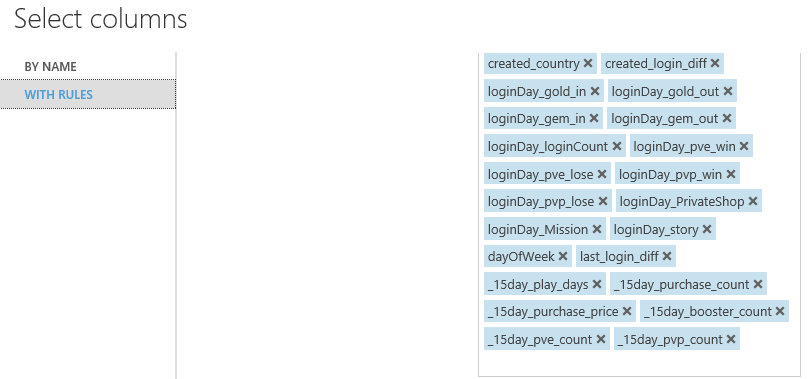 Select columns
BY NAME
WITH RULES
created_country × created_login_diff ×
loginDay_gold_in × loginDay_gold_out ×
loginDay_gem_in × loginDay_gem_out ×
loginDay_loginCount × loginDay_pve_win ×
loginDay_pve_lose × loginDay_pvp_win ×
loginDay_pvp_lose × loginDay_PrivateShop ×
loginDay_Mission × loginDay_story ×
dayOfWeek × last_login_diff ×
_15day_play_days × _15day_purchase_count ×
_15day_purchase_price × _15day_booster_count ×
_15day_pve_count × _15day_pvp_count ×